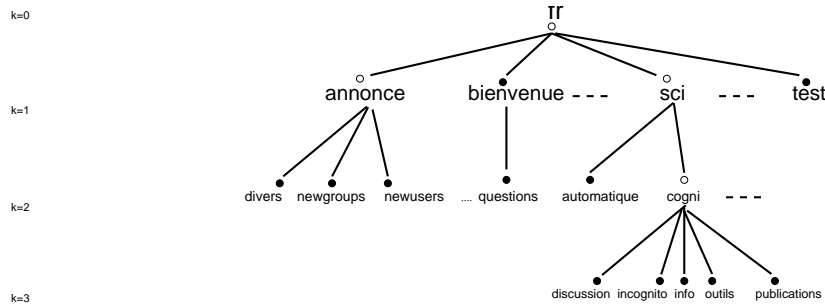 k=0 fr
annonce bienvenue --- sci --- test
k=1
divers newgroups newusers .... questions automatique cogni ---
k=2
discussion incognito info outils publications
k=3